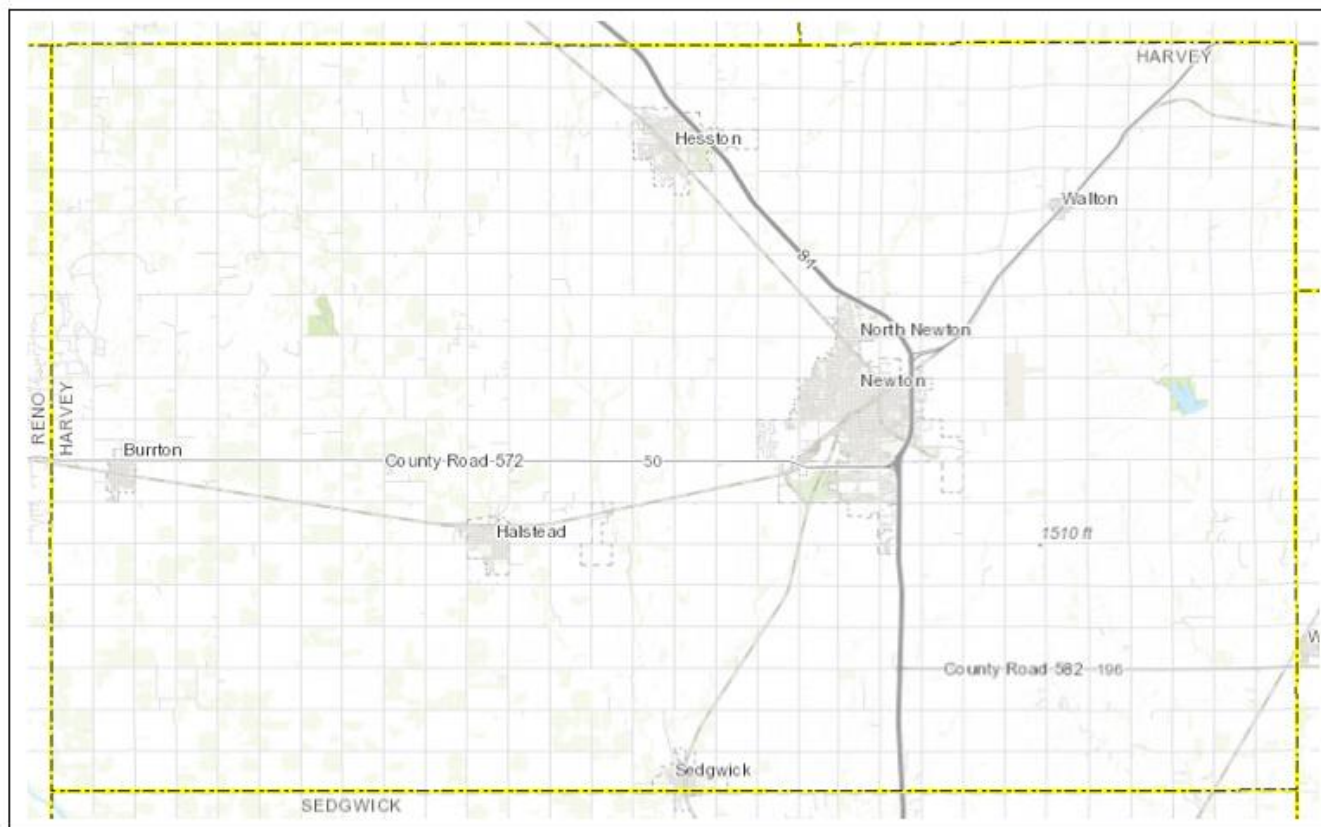 HARVEY
Hesston
Walton
81
North Newton
Newton
RENO
HARVEY
Burrton
County Road 572
50
Halstead
1510 ft
W
County Road 582
196
Sedgwick
SEDGWICK